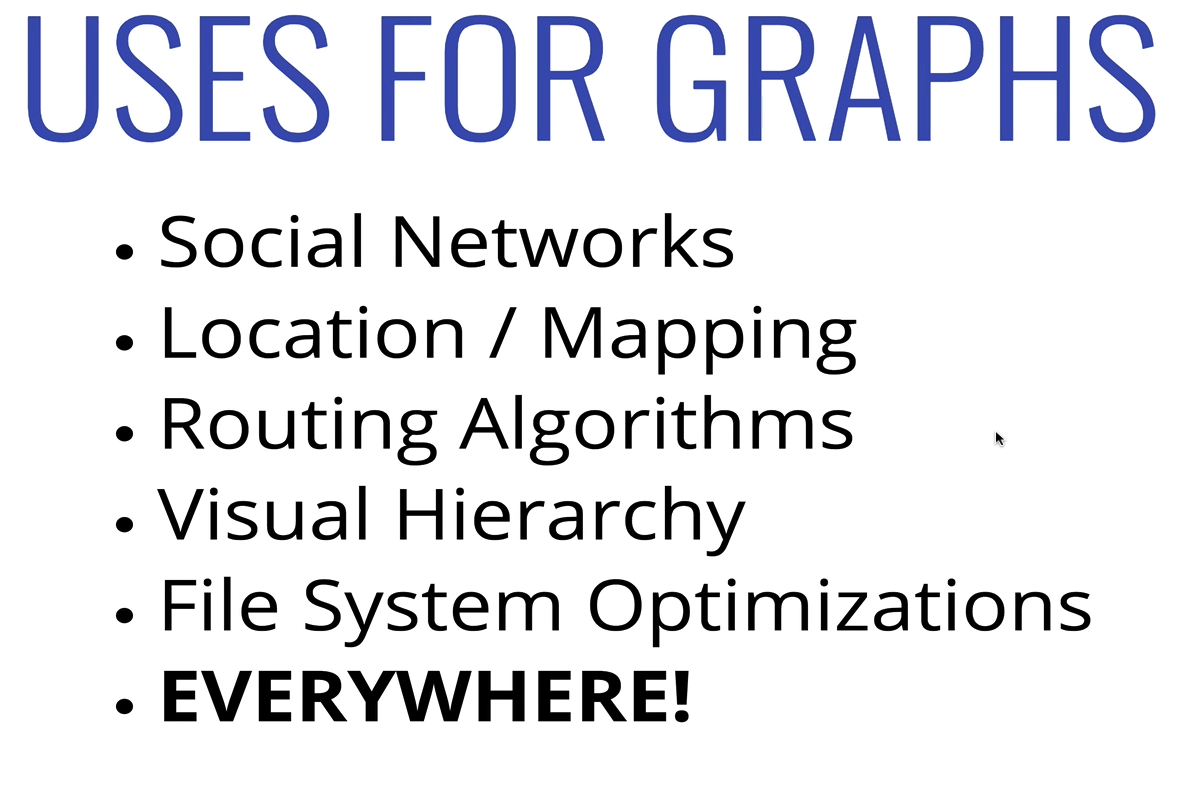 USES FOR GRAPHS
• Social Networks
• Location / Mapping
• Routing Algorithms
• Visual Hierarchy
• File System Optimizations
• EVERYWHERE!